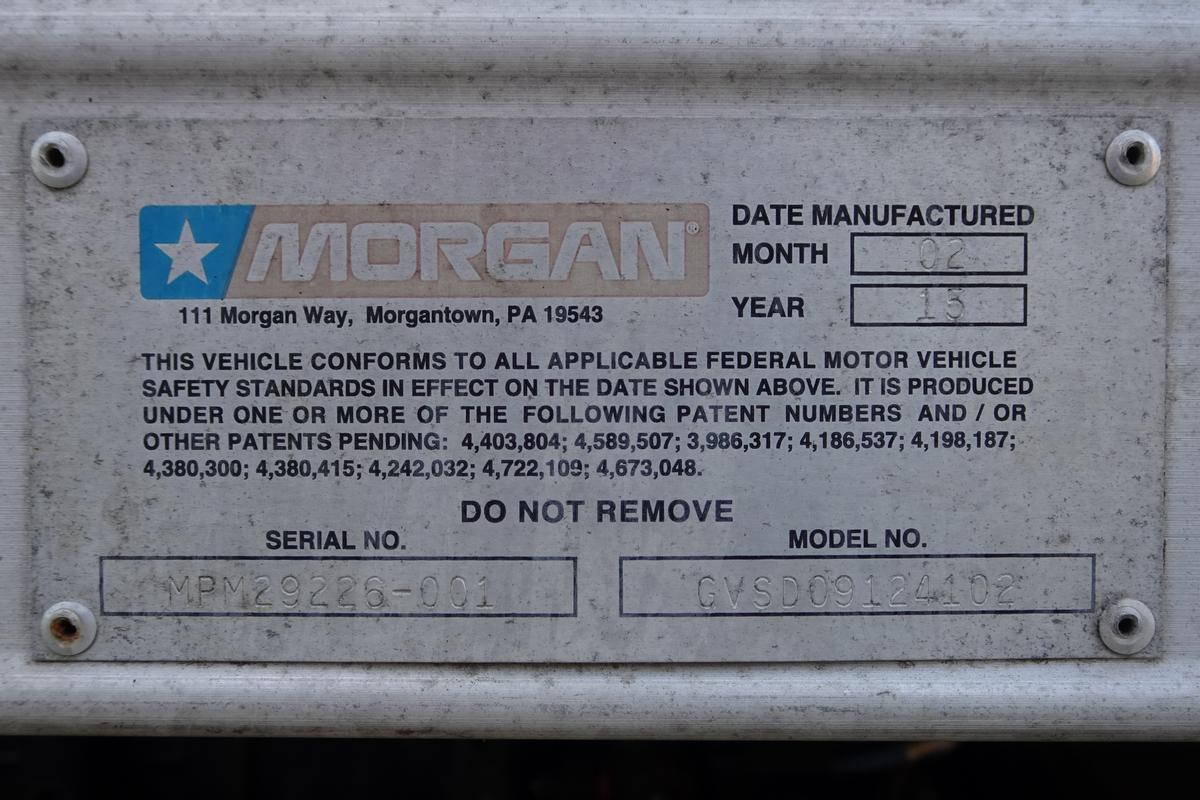 MORGAN®
111 Morgan Way, Morgantown, PA 19543
DATE MANUFACTURED
MONTH 02
YEAR 15
THIS VEHICLE CONFORMS TO ALL APPLICABLE FEDERAL MOTOR VEHICLE
SAFETY STANDARDS IN EFFECT ON THE DATE SHOWN ABOVE. IT IS PRODUCED
UNDER ONE OR MORE OF THE FOLLOWING PATENT NUMBERS AND / OR
OTHER PATENTS PENDING: 4,403,804; 4,589,507; 3,986,317; 4,186,537; 4,198,187;
4,380,300; 4,380,415; 4,242,032; 4,722,109; 4,673,048.
DO NOT REMOVE
SERIAL NO.
MPM29226-001
MODEL NO.
GVSD09124102